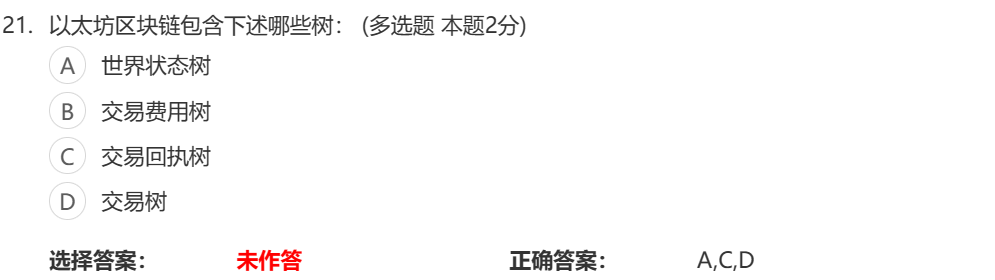 21. 以太坊区块链包含下述哪些树： (多选题 本题2分)
A 世界状态树
B 交易费用树
C 交易回执树
D 交易树
选择答案： 未作答 正确答案： A,C,D